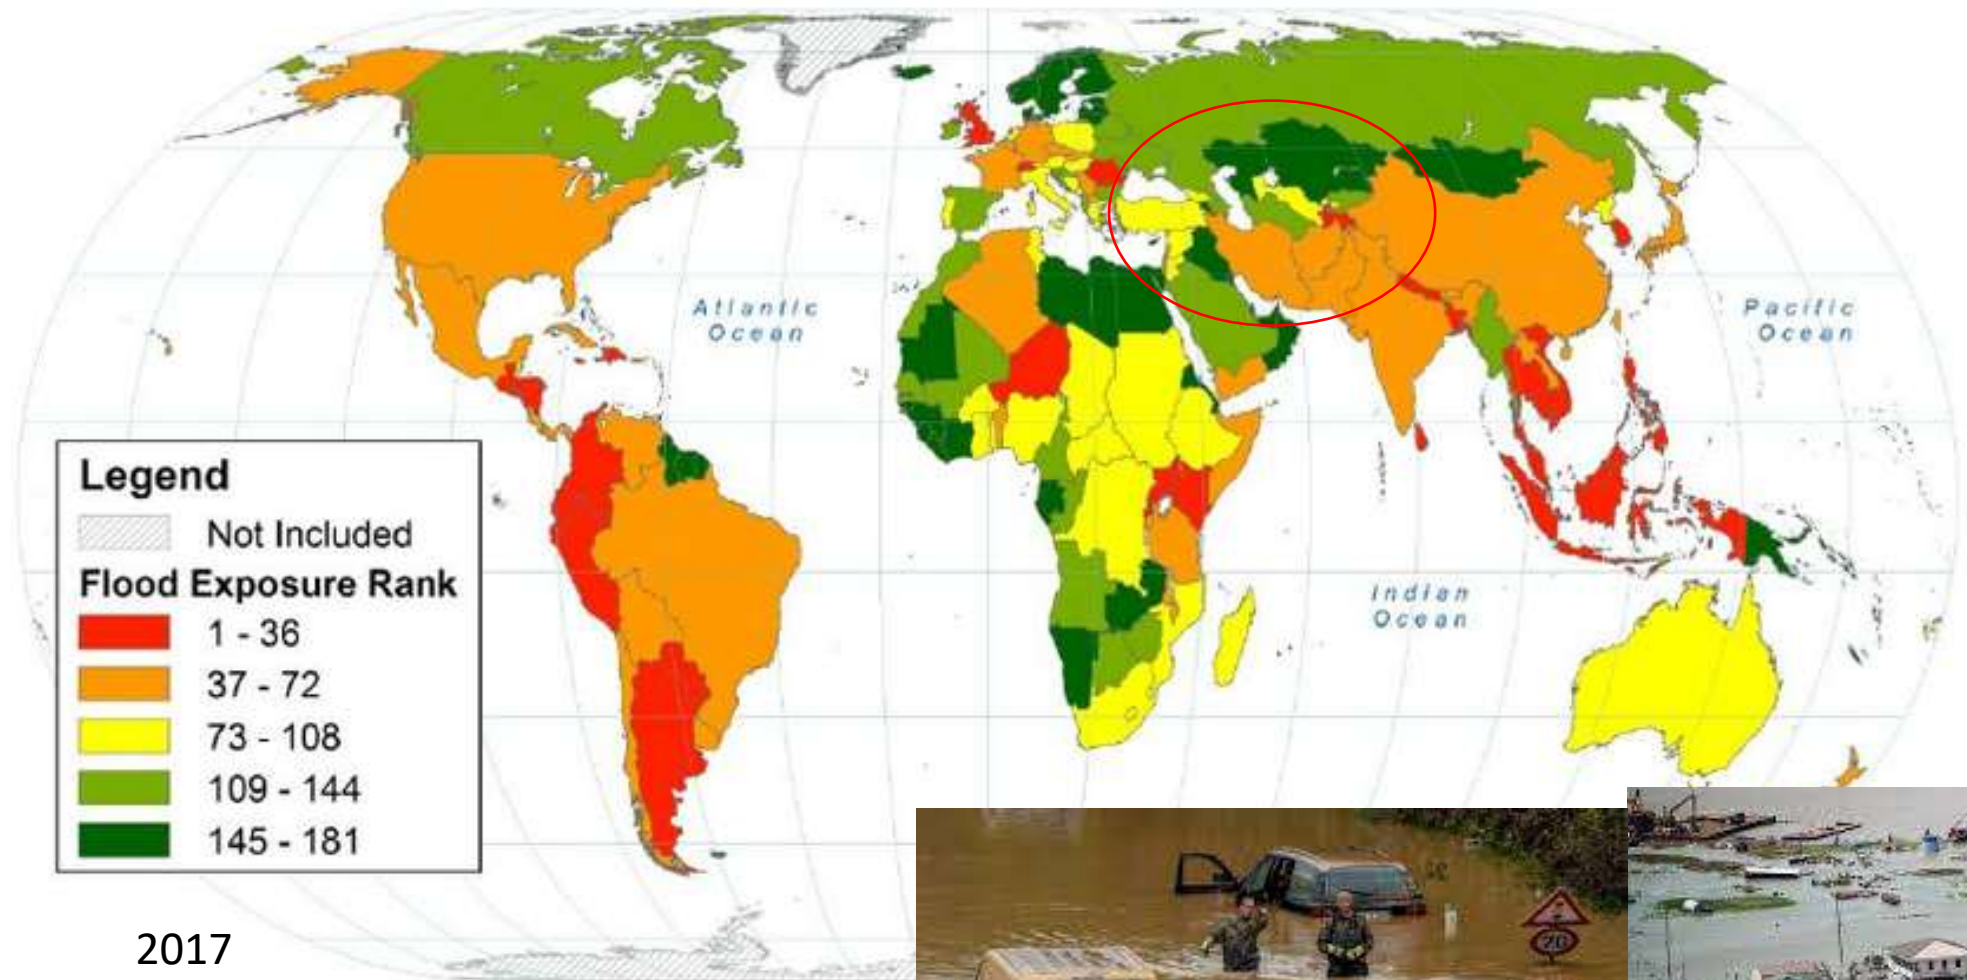 Atlantic
Ocean
Pacific
Ocean
Indian
Ocean
Legend
Not Included
Flood Exposure Rank
1 - 36
37 - 72
73 - 108
109 - 144
145 - 181
2017
20